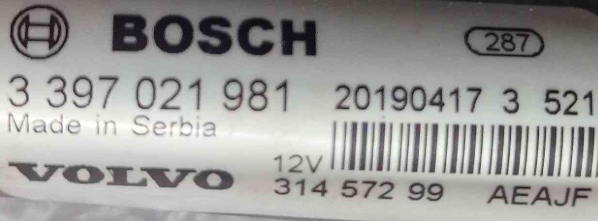 BOSCH 287
3 397 021 981 20190417 3 521
Made in Serbia
12V
VOLVO 314 572 99 AEAJF